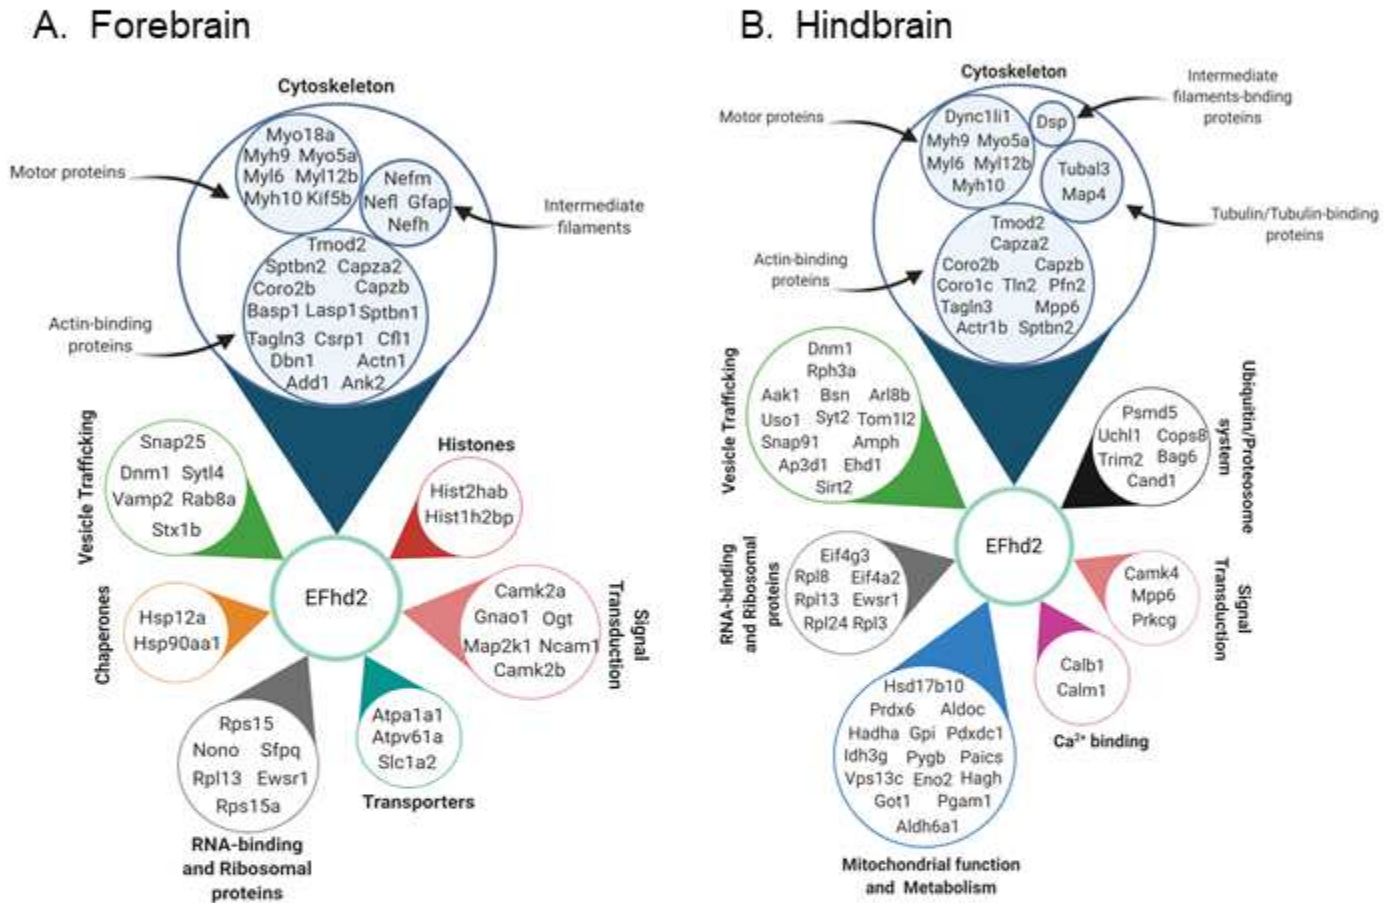 A. Forebrain
Cytoskeleton
Motor proteins
Myo18a
Myh9 Myo5a
Myl6 Myl12b
Myh10 Kif5b
Nefm
Nefl Gfap
Nefh
Intermediate
filaments
Actin-binding
proteins
Tmod2
Sptbn2 Capza2
Coro2b Capzb
Basp1 Lasp1 Sptbn1
Tagln3 Csrp1 Cfl1
Dbn1 Actn1
Add1 Ank2
Vesicle Trafficking
Snap25
Dnm1 Sytl4
Vamp2 Rab8a
Stx1b
Histones
Hist2hab
Hist1h2bp
EFhd2
Chaperones
Hsp12a
Hsp90aa1
Signal
Transduction
Camk2a
Gnao1 Ogt
Map2k1 Ncam1
Camk2b
Rps15
Nono Sfpq
Rpl13 Ewsr1
Rps15a
RNA-binding
and Ribosomal
proteins
Atpa1a1
Atpv61a
Slc1a2
Transporters
B. Hindbrain
Cytoskeleton
Motor proteins
Dync1li1
Myh9 Myo5a
Myl6 Myl12b
Myh10
Dsp
Intermediate
filaments-bnding
proteins
Tubal3
Map4
Tubulin/Tubulin-binding
proteins
Actin-binding
proteins
Tmod2
Capza2
Coro2b Capzb
Coro1c Tln2 Pfn2
Tagln3 Mpp6
Actr1b Sptbn2
Vesicle Trafficking
Dnm1
Rph3a
Aak1 Bsn Arl8b
Uso1 Syt2 Tom1l2
Snap91 Amph
Ap3d1 Ehd1
Sirt2
Ubiquitin/Proteosome
system
Psmd5
Uchl1 Cops8
Trim2 Bag6
Cand1
EFhd2
RNA-binding
and Ribosomal
proteins
Eif4g3
Rpl8 Eif4a2
Rpl13 Ewsr1
Rpl24 Rpl3
Signal
Transduction
Camk4
Mpp6
Prkcg
Calb1
Calm1
Ca²⁺ binding
Hsd17b10
Prdx6 Aldoc
Hadha Gpi Pdxdc1
Idh3g Pygb Paics
Vps13c Eno2 Hagh
Got1 Pgam1
Aldh6a1
Mitochondrial function
and Metabolism